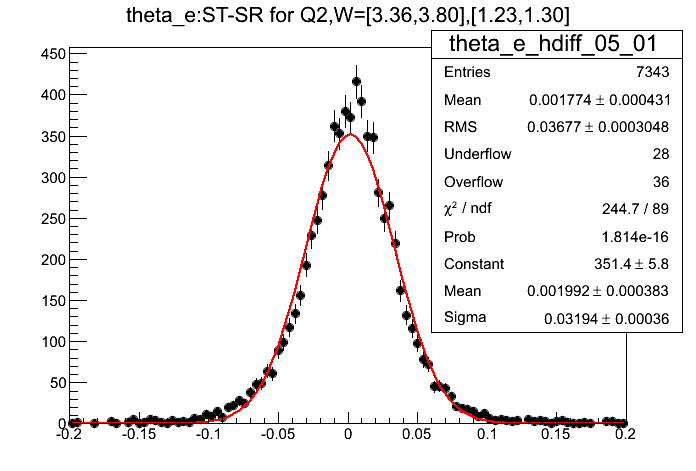 theta_e:ST-SR for Q2,W=[3.36,3.80],[1.23,1.30]
theta_e_hdiff_05_01
Entries 7343
Mean 0.001774 ± 0.000431
RMS 0.03677 ± 0.0003048
Underflow 28
Overflow 36
χ² / ndf 244.7 / 89
Prob 1.814e-16
Constant 351.4 ± 5.8
Mean 0.001992 ± 0.000383
Sigma 0.03194 ± 0.00036
450
400
350
300
250
200
150
100
50
0
-0.2 -0.15 -0.1 -0.05 0 0.05 0.1 0.15 0.2